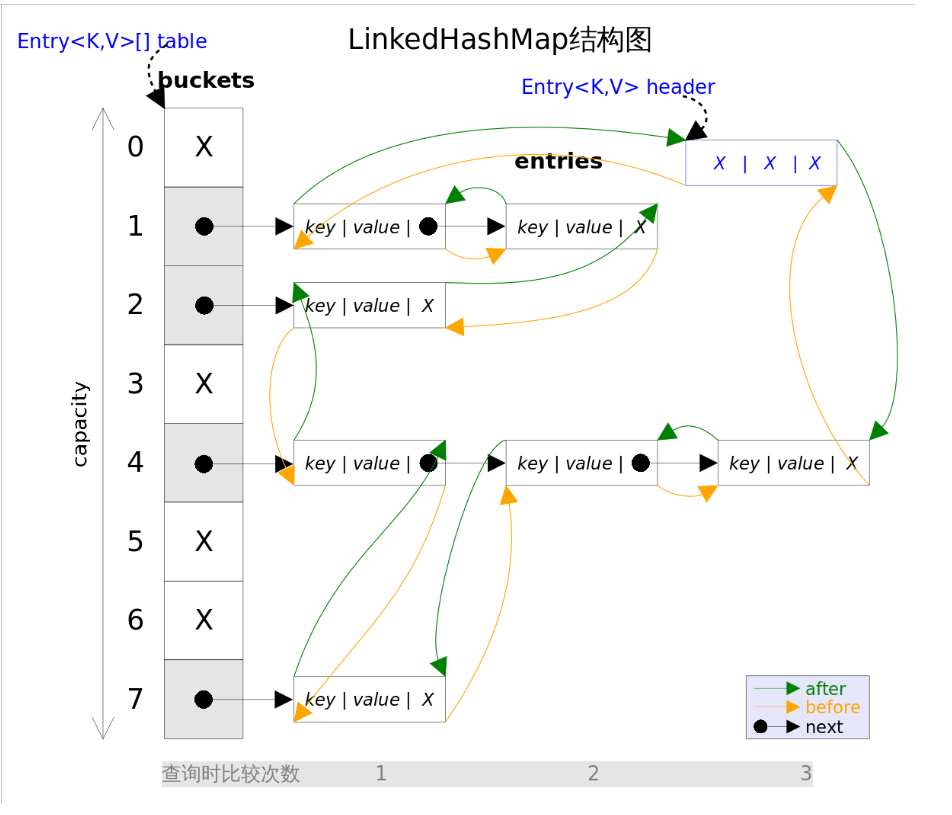 LinkedHashMap结构图
Entry<K,V>[] table
buckets
Entry<K,V> header
entries
0 X
X | X | X
1 key | value | key | value | X
2 key | value | X
3 X
capacity
4 key | value | key | value | key | value | X
5 X
6 X
7 key | value | X
after
before
next
查询时比较次数 1 2 3